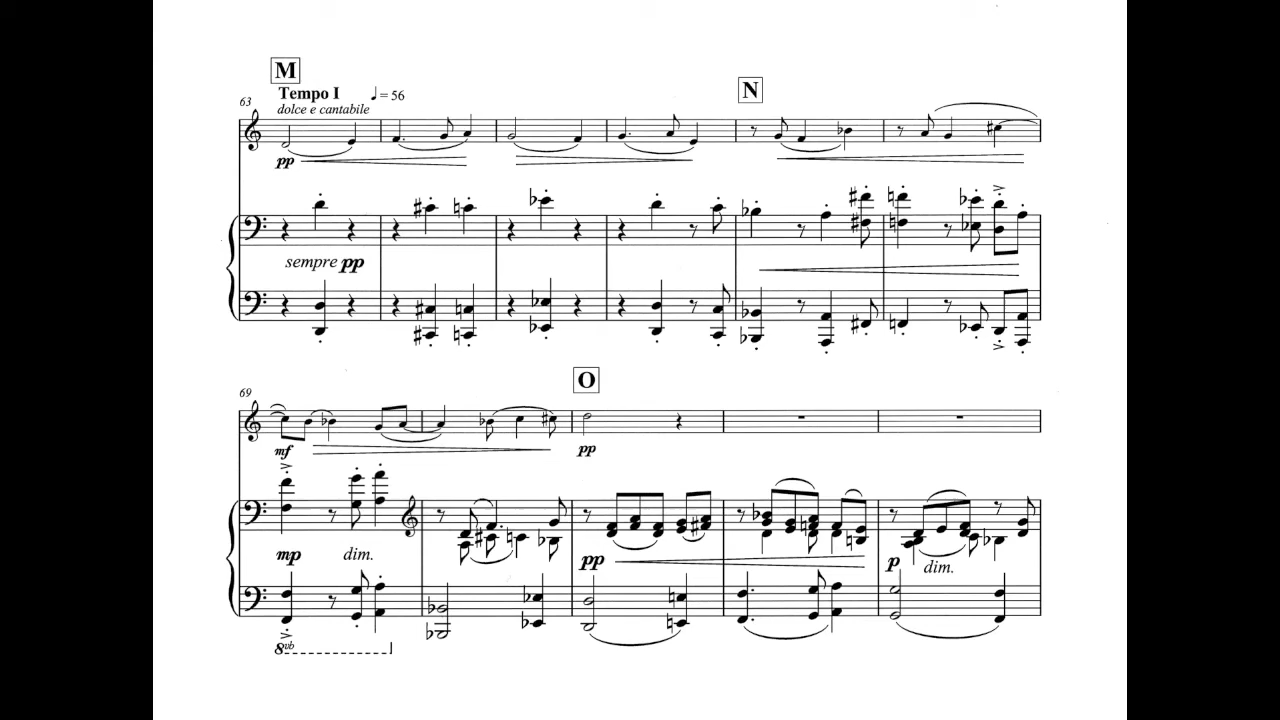 M
Tempo I ♩= 56
63
dolce e cantabile
N
pp
sempre pp
69
O
mf
pp
mp
dim.
pp
p
dim.
8vb